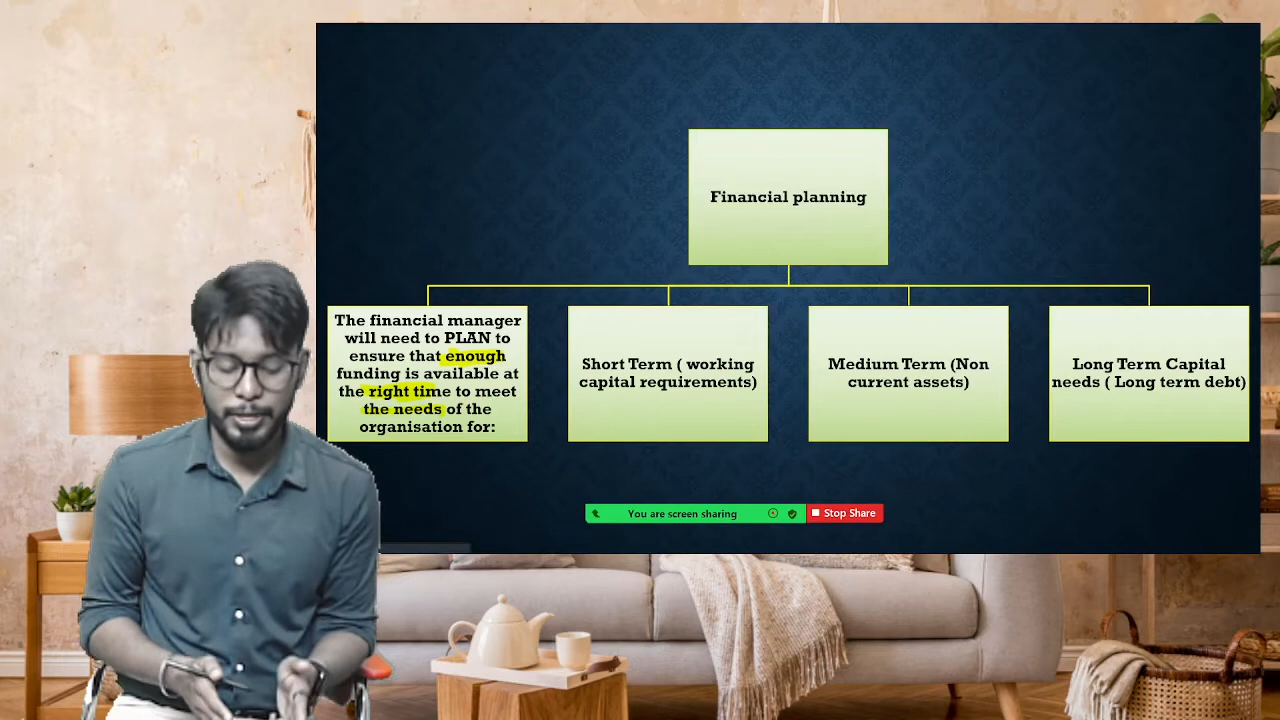 Financial planning
The financial manager
will need to PLAN to
ensure that enough
funding is available at
the right time to meet
the needs of the
organisation for:
Short Term ( working
capital requirements)
Medium Term (Non
current assets)
Long Term Capital
needs ( Long term debt)
You are screen sharing
Stop Share